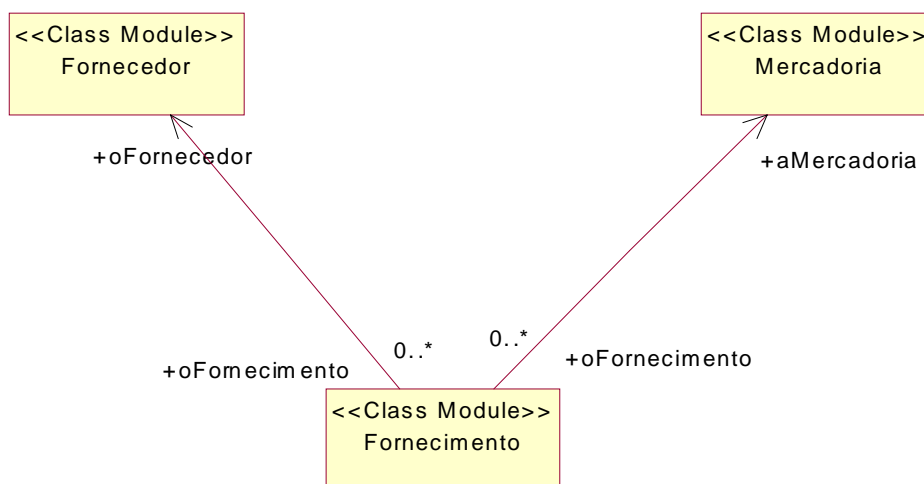 <<Class Module>>
Fornecedor
<<Class Module>>
Mercadoria
+oFornecedor
+aMercadoria
0..*
0..*
+oFornecimento
+oFornecimento
<<Class Module>>
Fornecimento